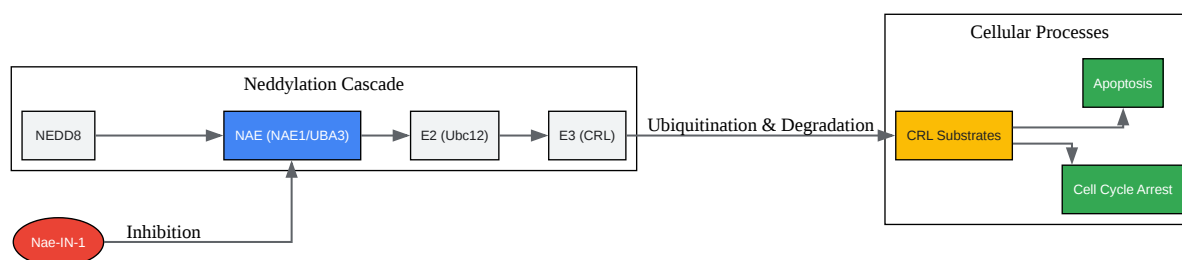 Cellular Processes
Neddylation Cascade
Apoptosis
NEDD8
NAE (NAE1/UBA3)
E2 (Ubc12)
E3 (CRL)
Ubiquitination & Degradation
CRL Substrates
Cell Cycle Arrest
Nae-IN-1
Inhibition